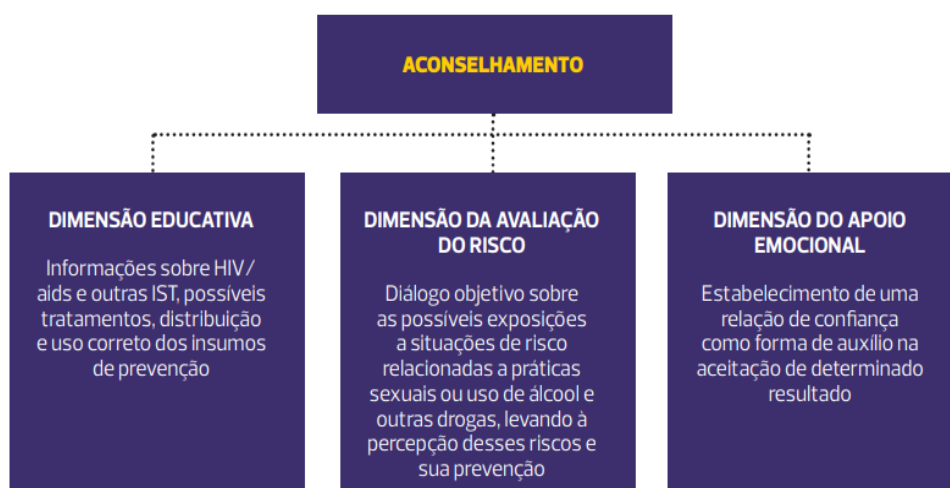 ACONSELHAMENTO
DIMENSÃO EDUCATIVA
Informações sobre HIV/
aids e outras IST, possíveis
tratamentos, distribuição
e uso correto dos insumos
de prevenção
DIMENSÃO DA AVALIAÇÃO
DO RISCO
Diálogo objetivo sobre
as possíveis exposições
a situações de risco
relacionadas a práticas
sexuais ou uso de álcool e
outras drogas, levando à
percepção desses riscos e
sua prevenção
DIMENSÃO DO APOIO
EMOCIONAL
Estabelecimento de uma
relação de confiança
como forma de auxílio na
aceitação de determinado
resultado